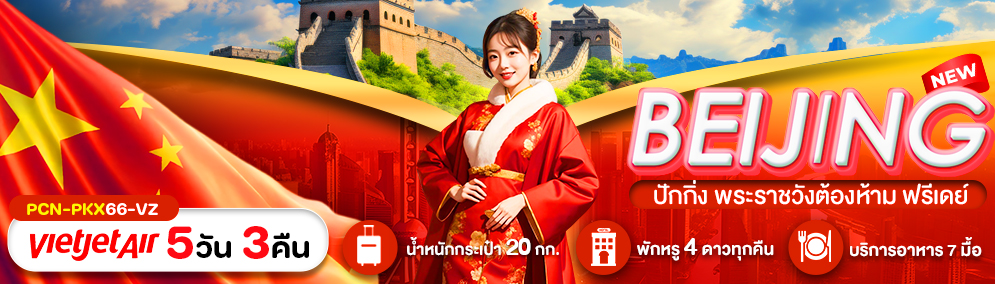 NEW
BEIJING
ปักกิ่ง พระราชวังต้องห้าม ฟรีเดย์
PCN-PKX66-VZ
vietjetAir 5 วัน 3 คืน
น้ำหนักกระเป๋า 20 กก.
พักหรู 4 ดาวทุกคืน
บริการอาหาร 7 มื้อ